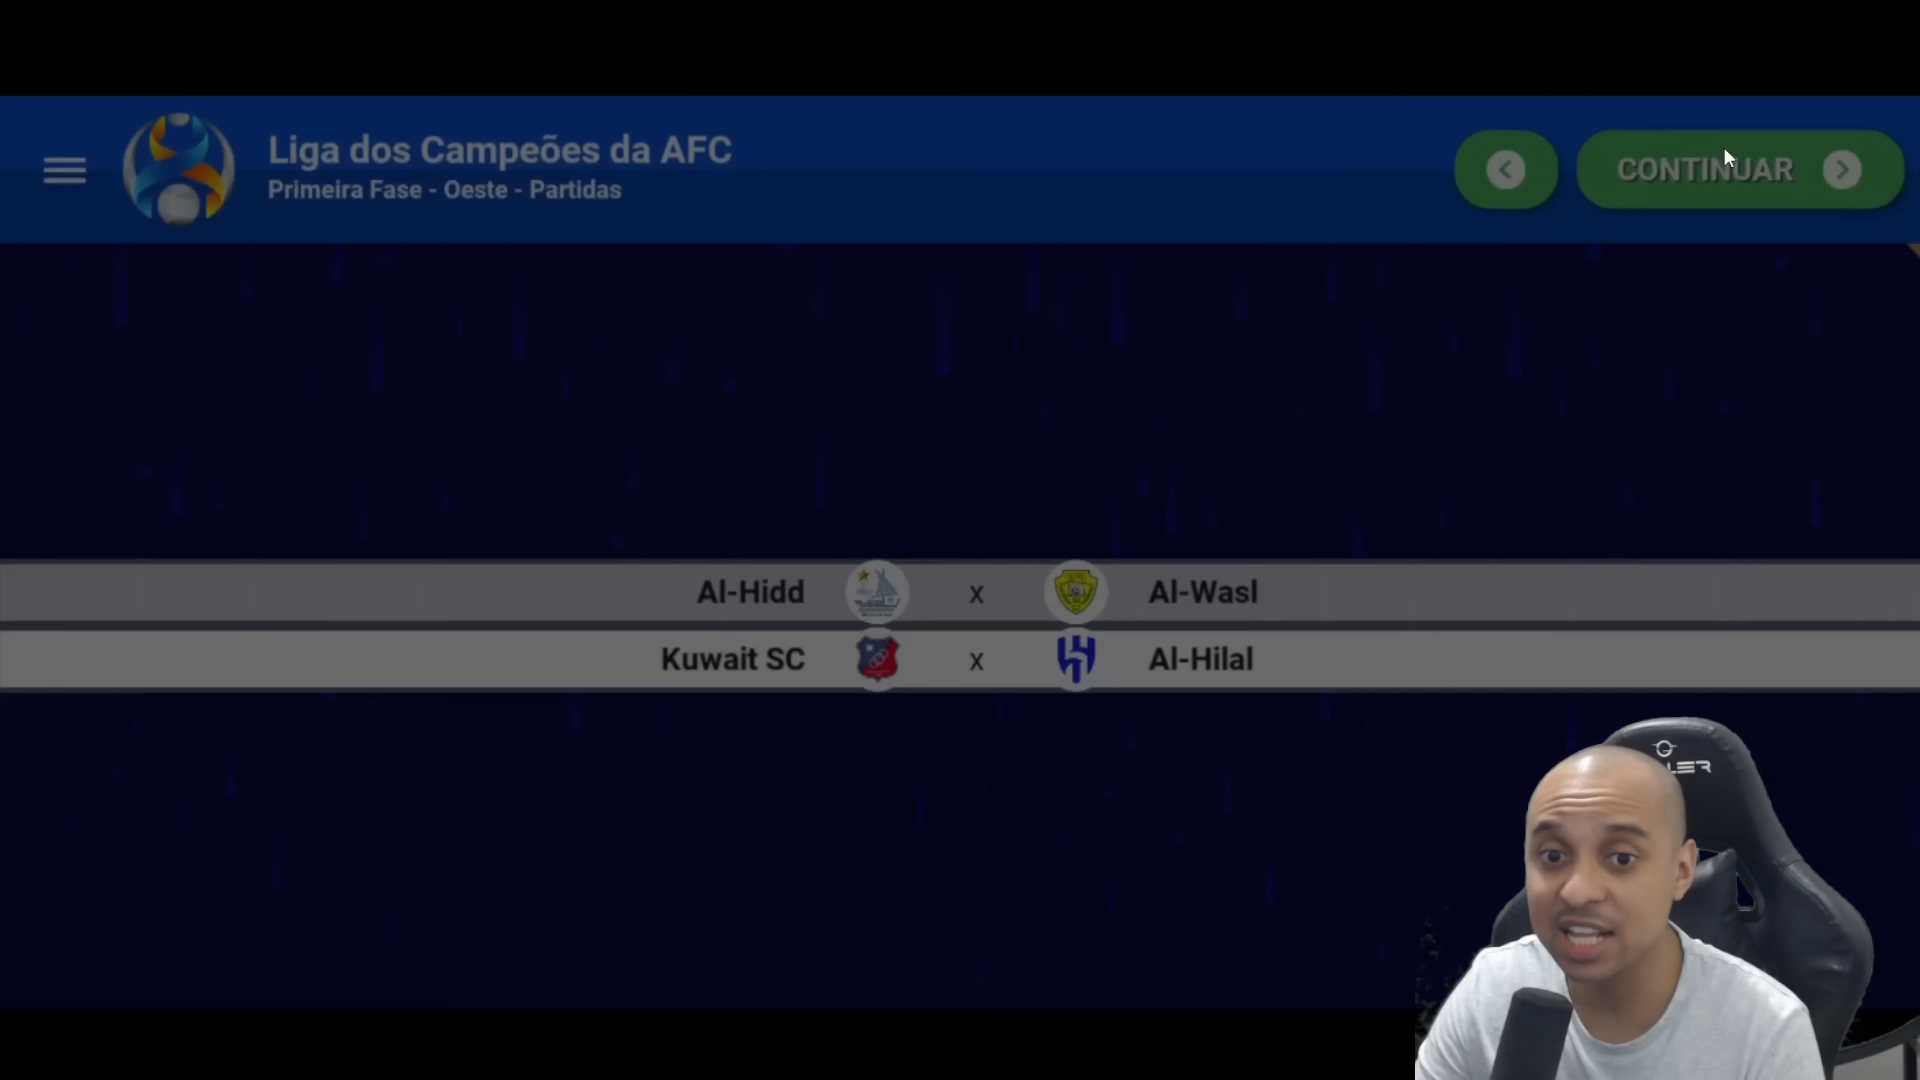 Liga dos Campeões da AFC
Primeira Fase - Oeste - Partidas
CONTINUAR
Al-Hidd x Al-Wasl
Kuwait SC x Al-Hilal